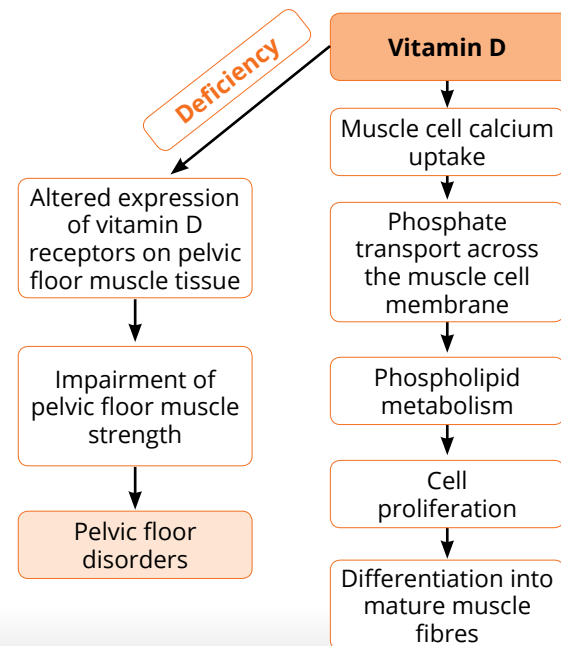 Vitamin D
Deficiency
Muscle cell calcium
uptake
Altered expression
of vitamin D
receptors on pelvic
floor muscle tissue
Phosphate
transport across
the muscle cell
membrane
Impairment of
pelvic floor muscle
strength
Phospholipid
metabolism
Cell
proliferation
Pelvic floor
disorders
Differentiation into
mature muscle
fibres